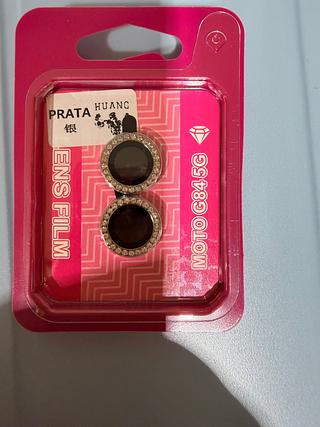 PRATA
银
HUANG
LENS FILM
MOTO G84 5G